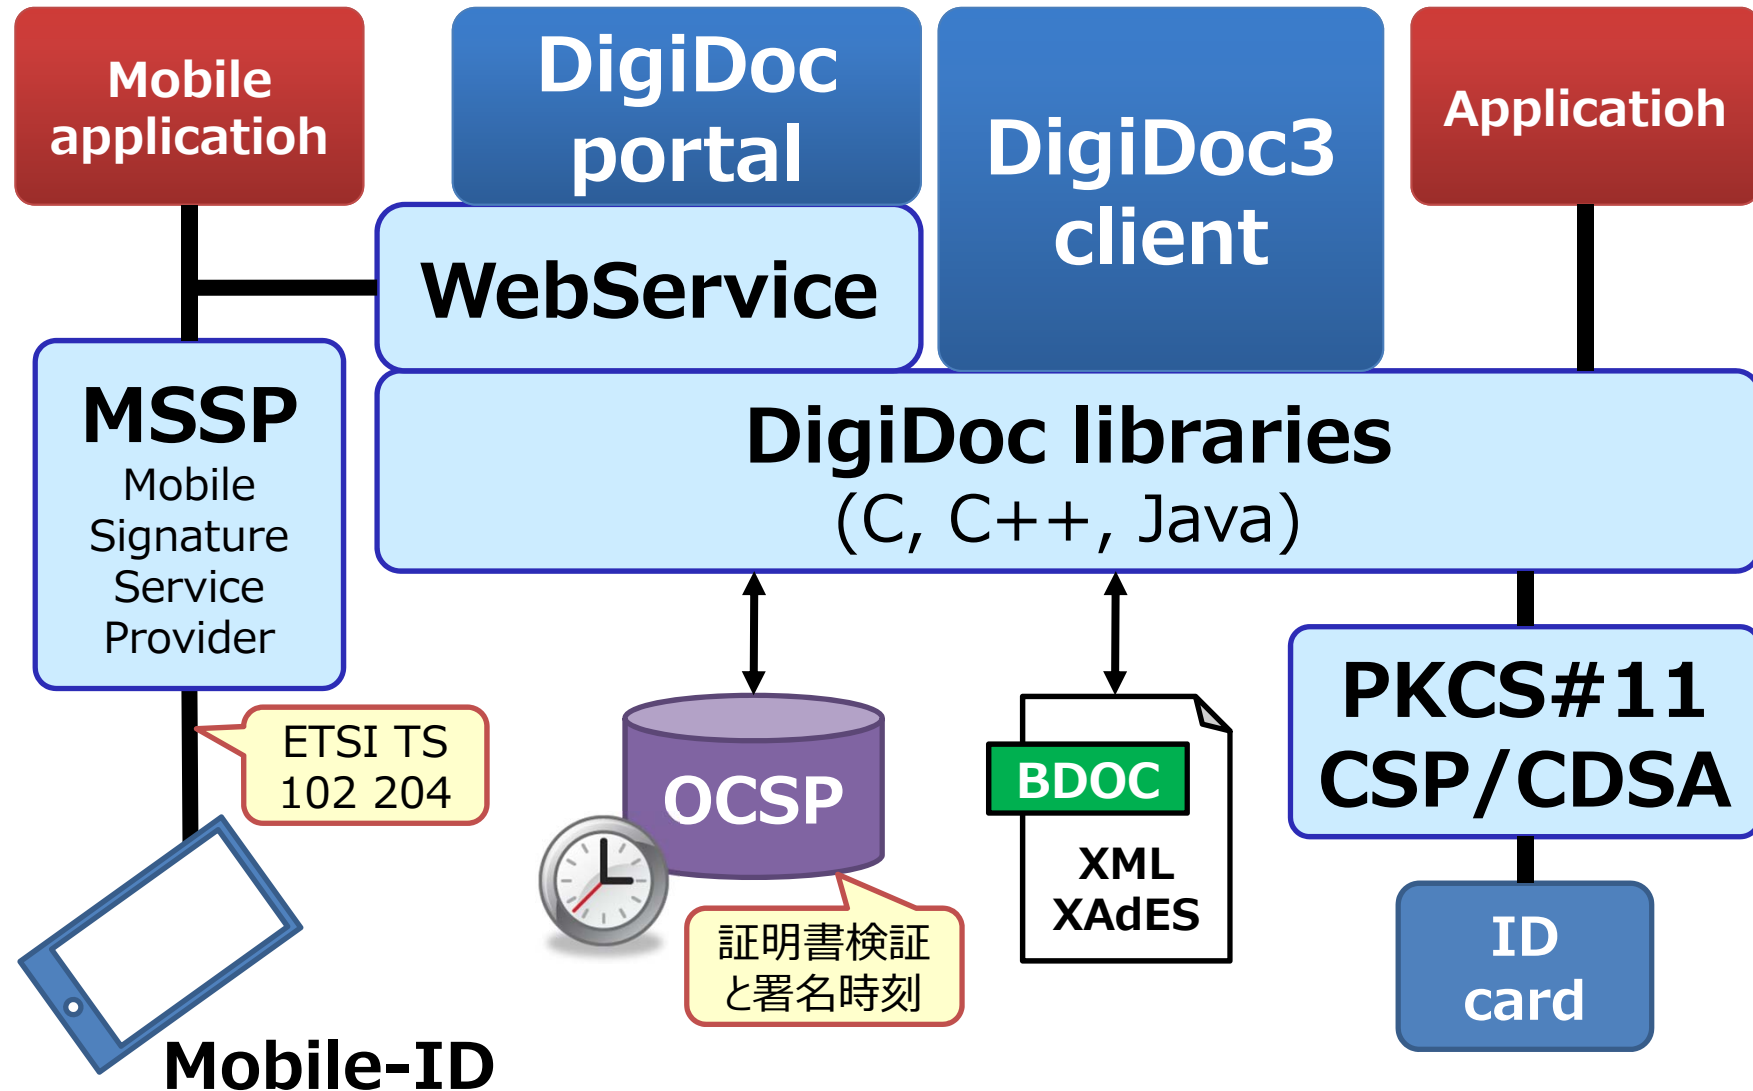 Mobile
applicatioh
DigiDoc
portal
DigiDoc3
client
Applicatioh
WebService
MSSP
Mobile
Signature
Service
Provider
DigiDoc libraries
(C, C++, Java)
ETSI TS
102 204
OCSP
証明書検証
と署名時刻
BDOC
XML
XAdES
PKCS#11
CSP/CDSA
ID
card
Mobile-ID